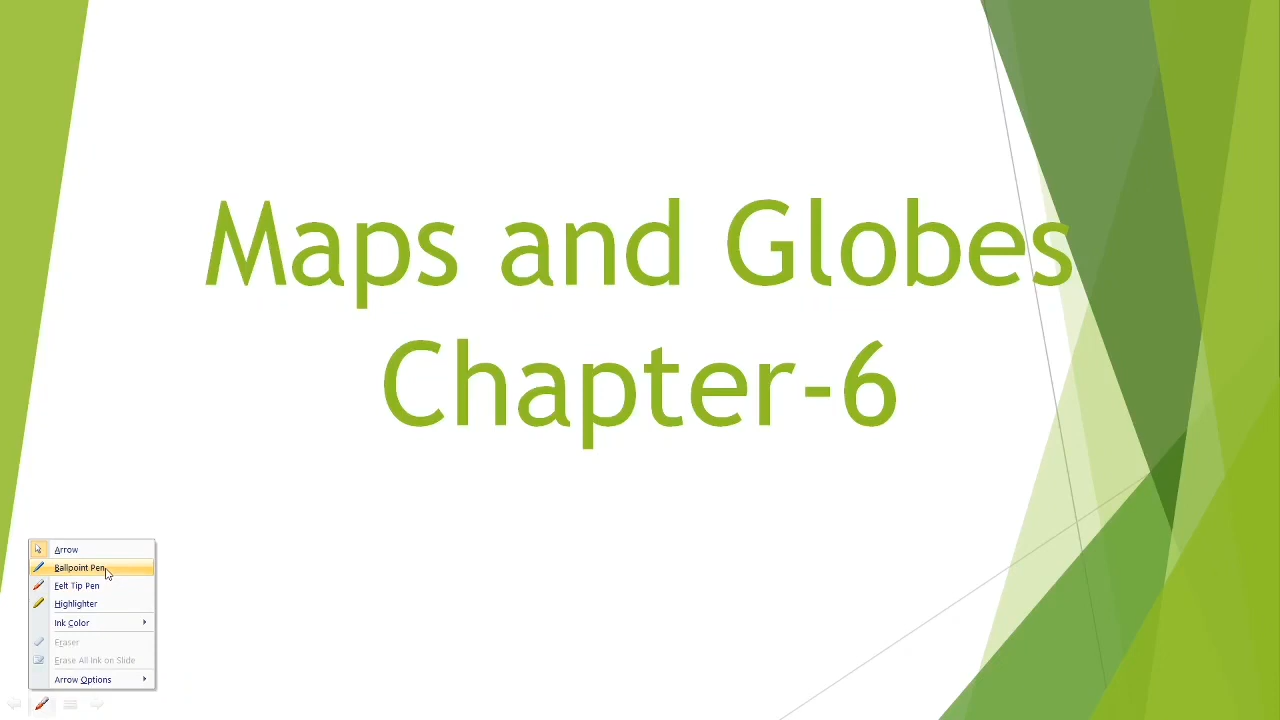 Maps and Globes
Chapter-6
Arrow
Ballpoint Pen
Felt Tip Pen
Highlighter
Ink Color
Eraser
Erase All Ink on Slide
Arrow Options